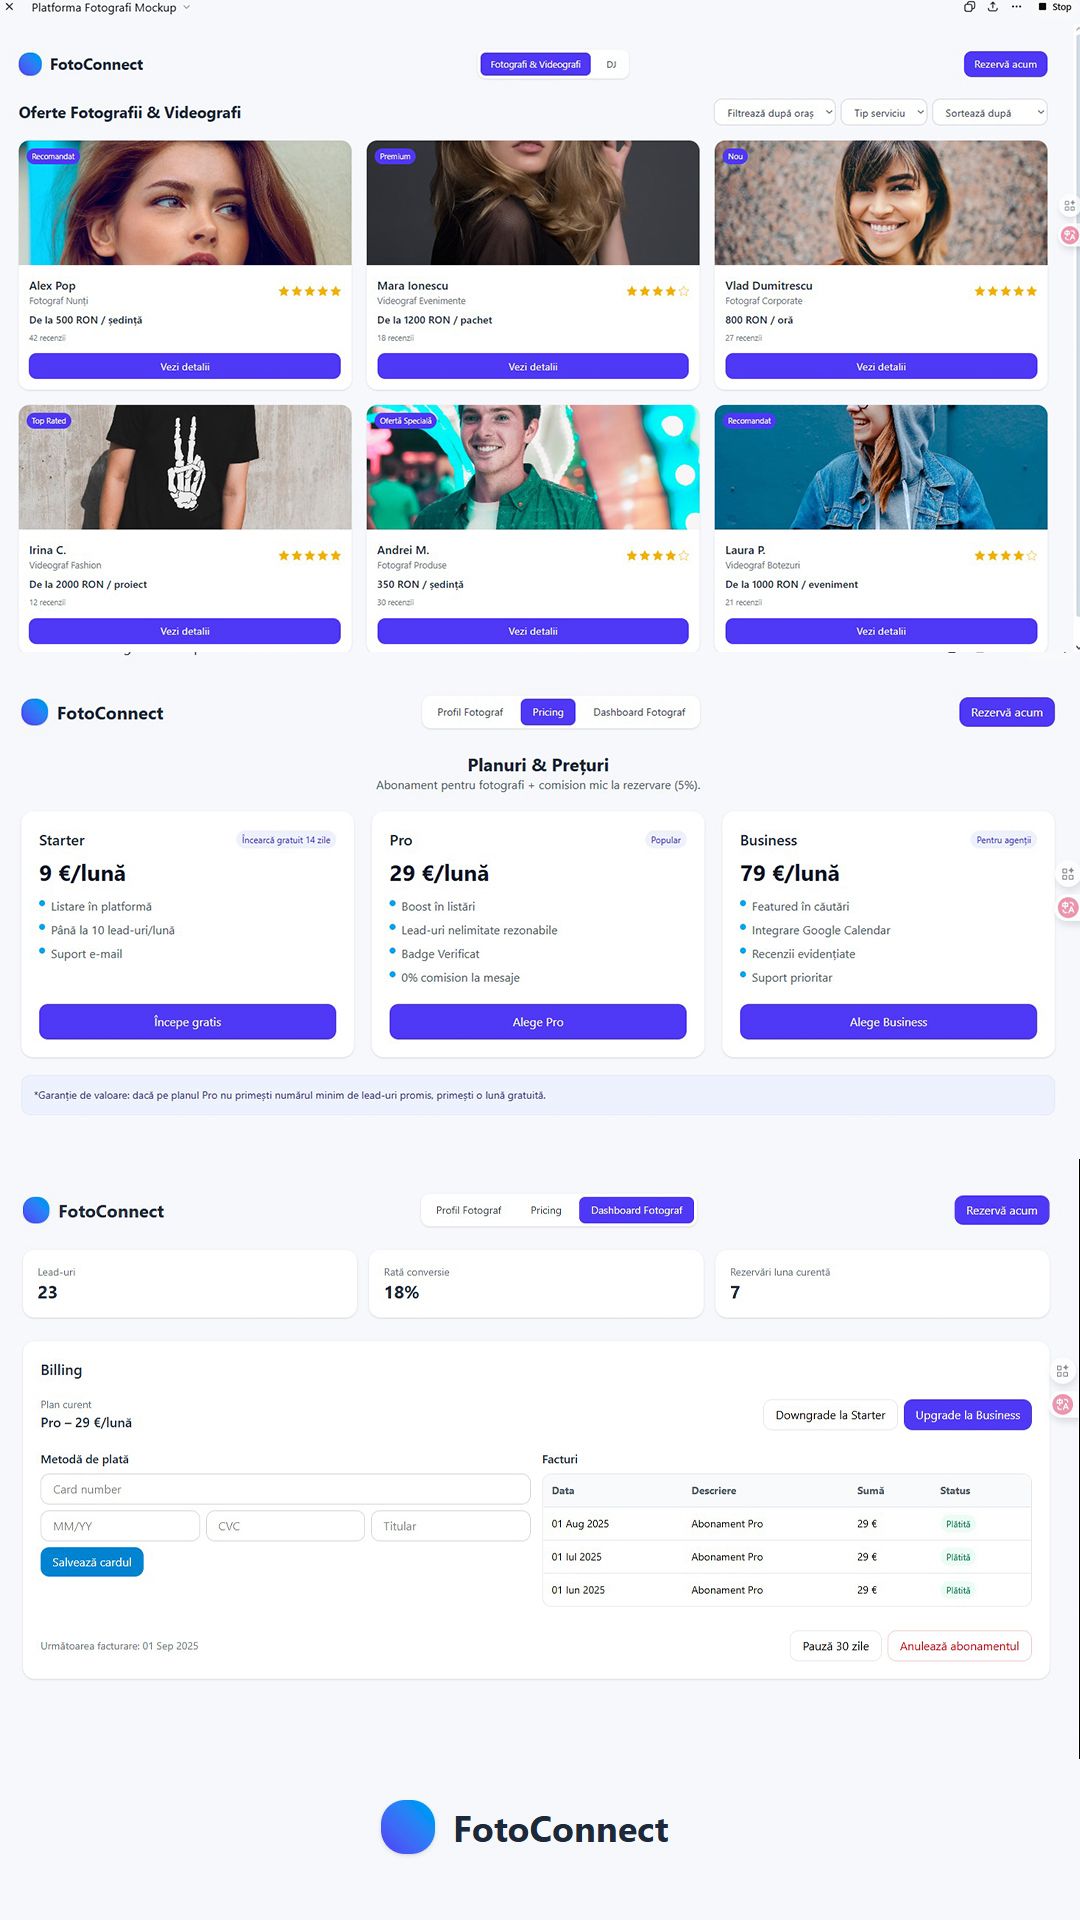 Platforma Fotografi Mockup
Stop
FotoConnect
Fotografi & Videografi
DJ
Rezervă acum
Oferte Fotografii & Videografi
Filtrează după oraș
Tip serviciu
Sortează după
Recomandat
Premium
Nou
Alex Pop
Fotograf Nunți
De la 500 RON / ședință
42 recenzii
Vezi detalii
Mara Ionescu
Videograf Evenimente
De la 1200 RON / pachet
18 recenzii
Vezi detalii
Vlad Dumitrescu
Fotograf Corporate
800 RON / oră
27 recenzii
Vezi detalii
Top Rated
Ofertă Specială
Recomandat
Irina C.
Videograf Fashion
De la 2000 RON / proiect
12 recenzii
Vezi detalii
Andrei M.
Fotograf Produse
350 RON / ședință
30 recenzii
Vezi detalii
Laura P.
Videograf Botezuri
De la 1000 RON / eveniment
21 recenzii
Vezi detalii
FotoConnect
Profil Fotograf
Pricing
Dashboard Fotograf
Rezervă acum
Planuri & Prețuri
Abonament pentru fotografi + comision mic la rezervare (5%).
Starter
Încearcă gratuit 14 zile
9 €/lună
Listare în platformă
Până la 10 lead-uri/lună
Suport e-mail
Începe gratis
Pro
Popular
29 €/lună
Boost în listări
Lead-uri nelimitate rezonabile
Badge Verificat
0% comision la mesaje
Alege Pro
Business
Pentru agenții
79 €/lună
Featured în căutări
Integrare Google Calendar
Recenzii evidențiate
Suport prioritar
Alege Business
*Garanție de valoare: dacă pe planul Pro nu primești numărul minim de lead-uri promis, primești o lună gratuită.
FotoConnect
Profil Fotograf
Pricing
Dashboard Fotograf
Rezervă acum
Lead-uri
23
Rată conversie
18%
Rezervări luna curentă
7
Billing
Plan curent
Pro – 29 €/lună
Downgrade la Starter
Upgrade la Business
Metodă de plată
Card number
MM/YY
CVC
Titular
Salvează cardul
Facturi
Data Descriere Sumă Status
01 Aug 2025 Abonament Pro 29 € Plătită
01 Iul 2025 Abonament Pro 29 € Plătită
01 Iun 2025 Abonament Pro 29 € Plătită
Următoarea facturare: 01 Sep 2025
Pauză 30 zile
Anulează abonamentul
FotoConnect